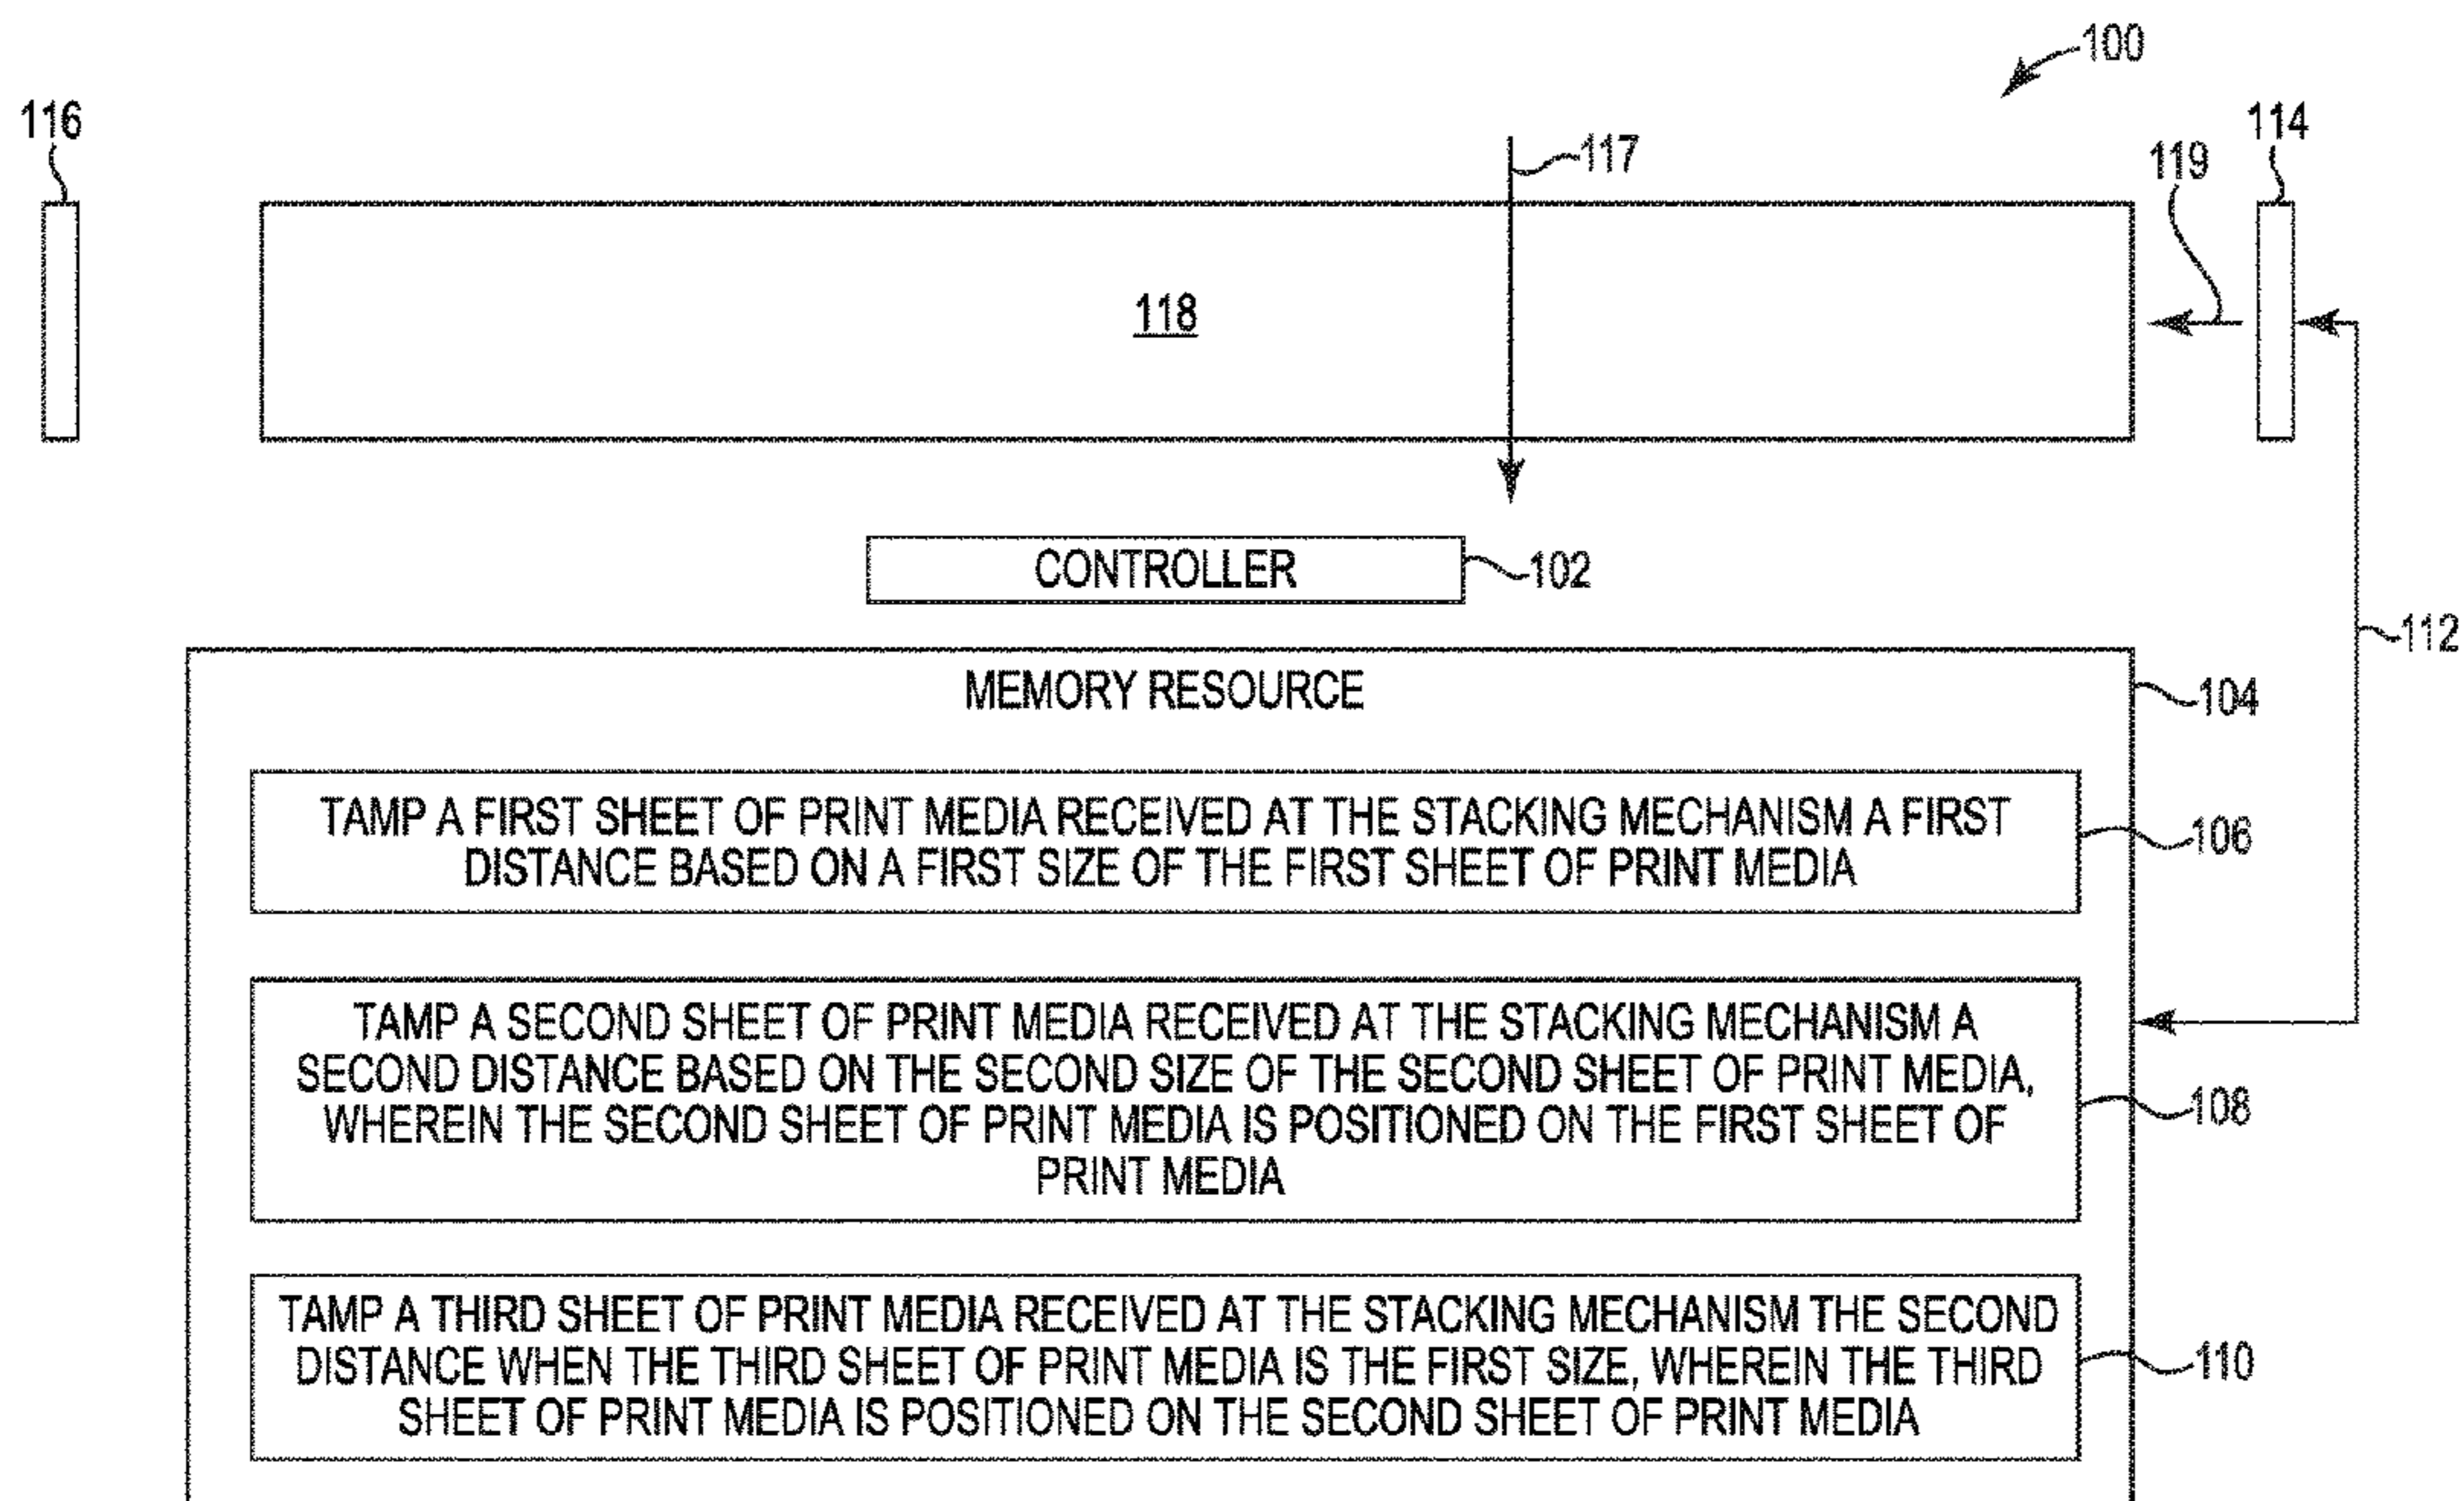 100
116
114
117
119
118
CONTROLLER
102
112
MEMORY RESOURCE
104
TAMP A FIRST SHEET OF PRINT MEDIA RECEIVED AT THE STACKING MECHANISM A FIRST
DISTANCE BASED ON A FIRST SIZE OF THE FIRST SHEET OF PRINT MEDIA
106
TAMP A SECOND SHEET OF PRINT MEDIA RECEIVED AT THE STACKING MECHANISM A
SECOND DISTANCE BASED ON THE SECOND SIZE OF THE SECOND SHEET OF PRINT MEDIA,
WHEREIN THE SECOND SHEET OF PRINT MEDIA IS POSITIONED ON THE FIRST SHEET OF
PRINT MEDIA
108
TAMP A THIRD SHEET OF PRINT MEDIA RECEIVED AT THE STACKING MECHANISM THE SECOND
DISTANCE WHEN THE THIRD SHEET OF PRINT MEDIA IS THE FIRST SIZE, WHEREIN THE THIRD
SHEET OF PRINT MEDIA IS POSITIONED ON THE SECOND SHEET OF PRINT MEDIA
110